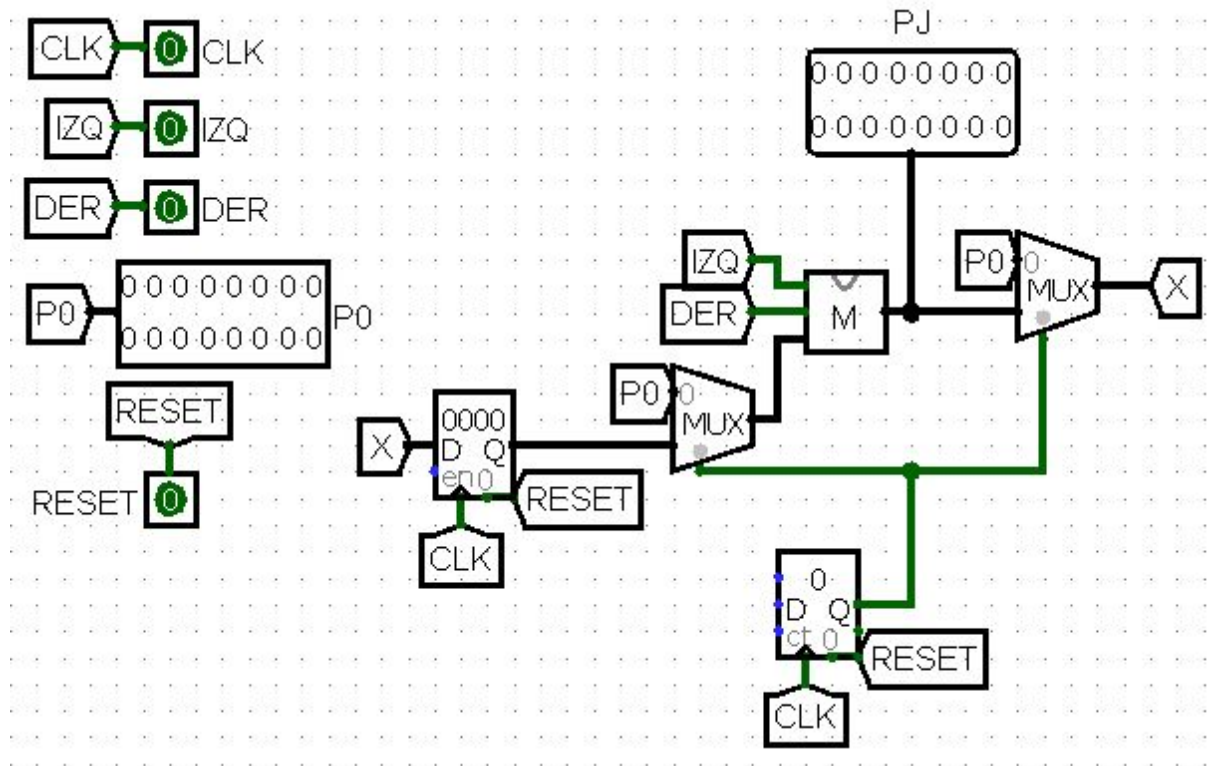 CLK 0 CLK
IZQ 0 IZQ
DER 0 DER
P0
0 0 0 0 0 0 0 0
0 0 0 0 0 0 0 0
P0
RESET
RESET 0
PJ
0 0 0 0 0 0 0 0
0 0 0 0 0 0 0 0
IZQ
DER
M
P0 0
MUX
X
P0 0
MUX
X
0000
D Q
en 0
RESET
CLK
0
D Q
ct 0
RESET
CLK